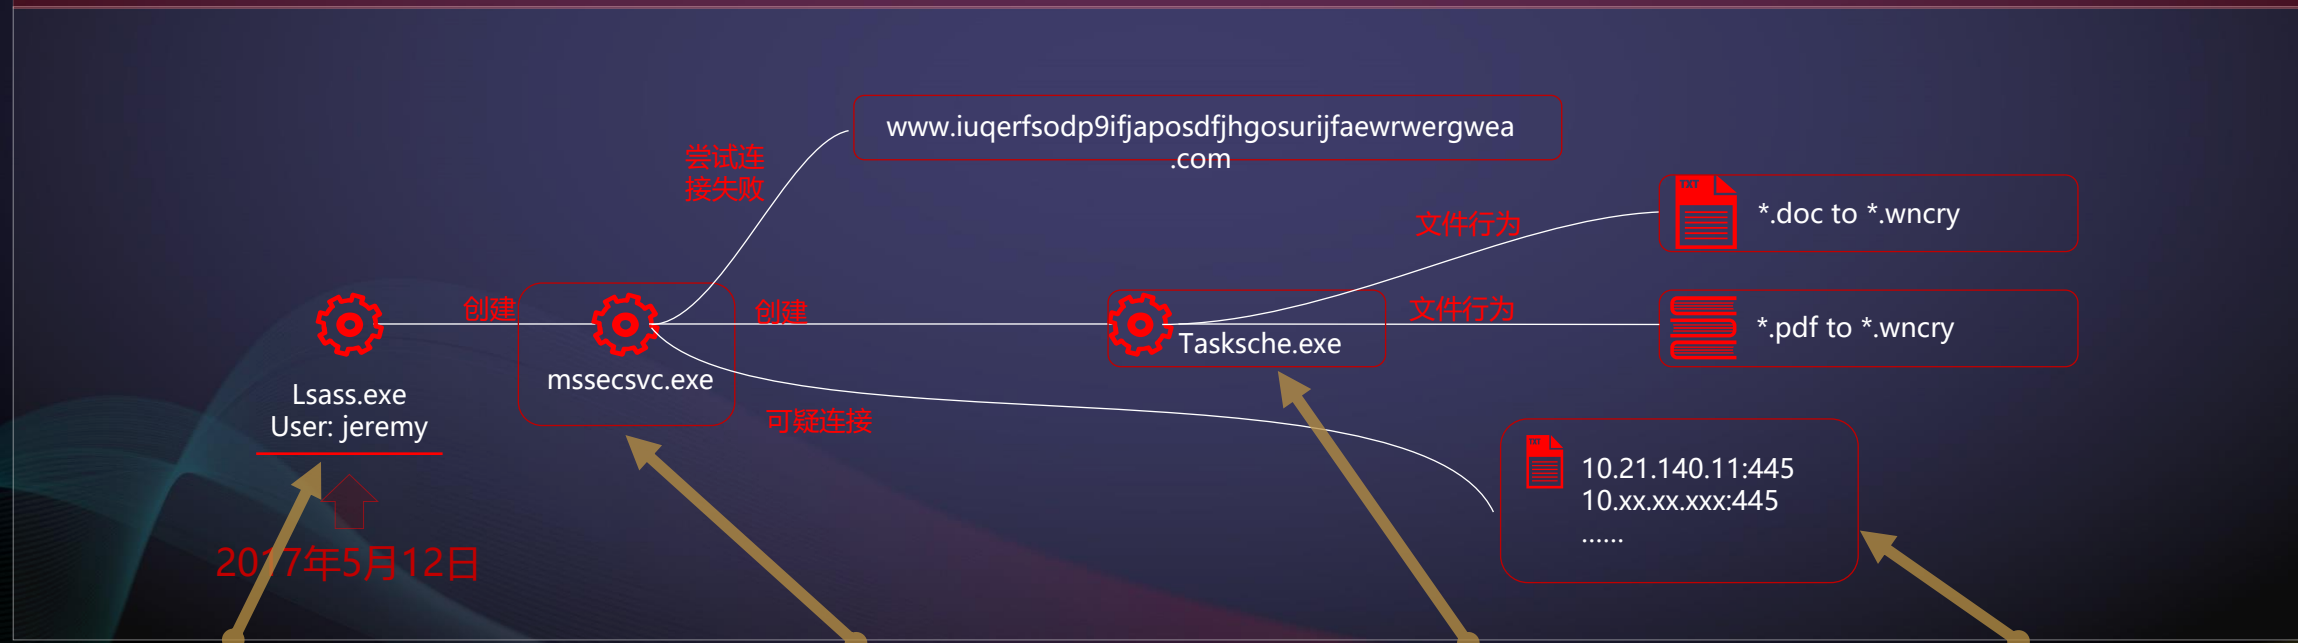 www.iuqerfsodp9ifjaposdfjhgosurijfaewrwergwea
.com
尝试连
接失败
TXT
*.doc to *.wncry
文件行为
创建
创建
文件行为
*.pdf to *.wncry
Tasksche.exe
mssecsvc.exe
Lsass.exe
User: jeremy
可疑连接
TXT
10.21.140.11:445
10.xx.xx.xxx:445
......
2017年5月12日